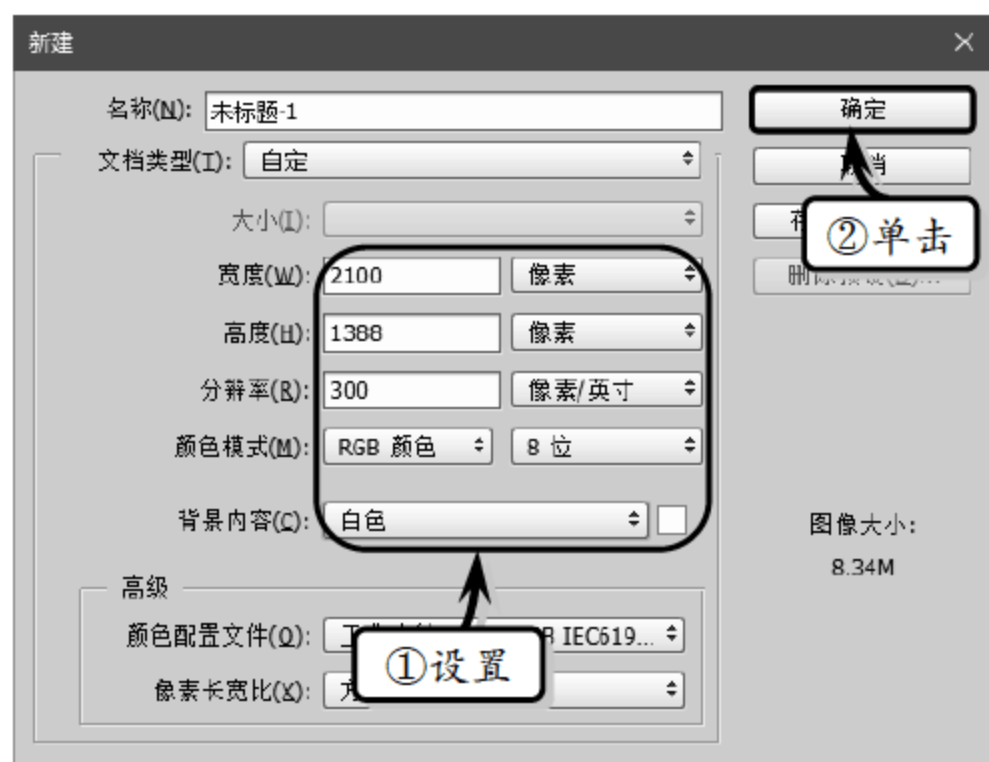 新建
名称(N): 未标题-1
确定
文档类型(T): 自定
大小(I):
②单击
宽度(W): 2100 像素
高度(H): 1388 像素
分辨率(R): 300 像素/英寸
颜色模式(M): RGB 颜色 8 位
背景内容(C): 白色
图像大小:
8.34M
高级
颜色配置文件(O): IEC619...
①设置
像素长宽比(X):